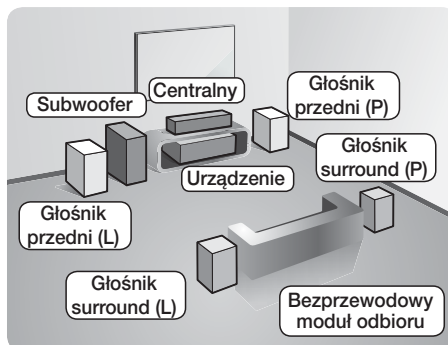 Centralny
Subwoofer
Głośnik
przedni (P)
Głośnik
surround (P)
Urządzenie
Głośnik
przedni (L)
Głośnik
surround (L)
Bezprzewodowy
moduł odbioru